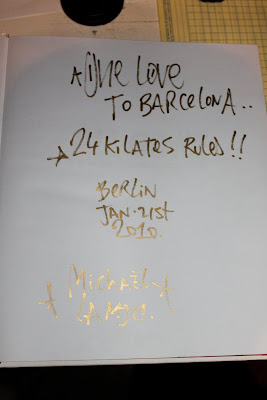 One Love
To BARCELONA..
24 KILATES RULES!!
BERLIN
JAN. 21st
2010.